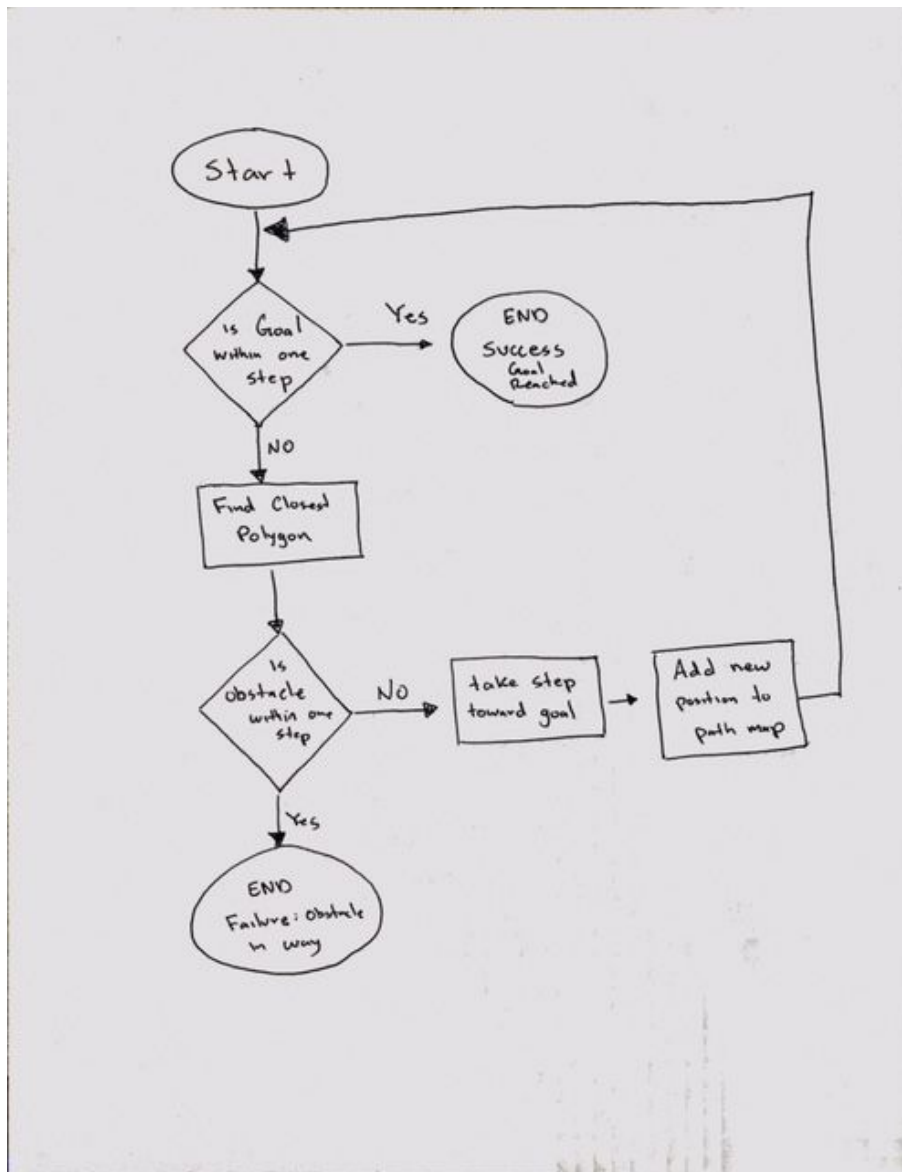 Start
is Goal
within one
step
Yes
END
Success
Goal
Reached
NO
Find Closest
Polygon
Is
Obstacle
within one
step
NO
take step
toward goal
Add new
position to
path map
Yes
END
Failure: Obstacle
in way